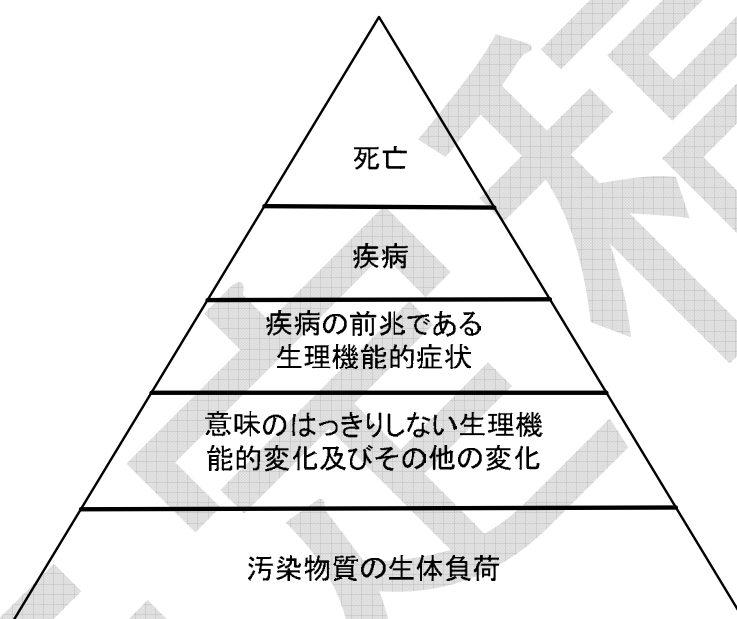 死亡
疾病
疾病の前兆である
生理機能的症状
意味のはっきりしない生理機
能的変化及びその他の変化
汚染物質の生体負荷